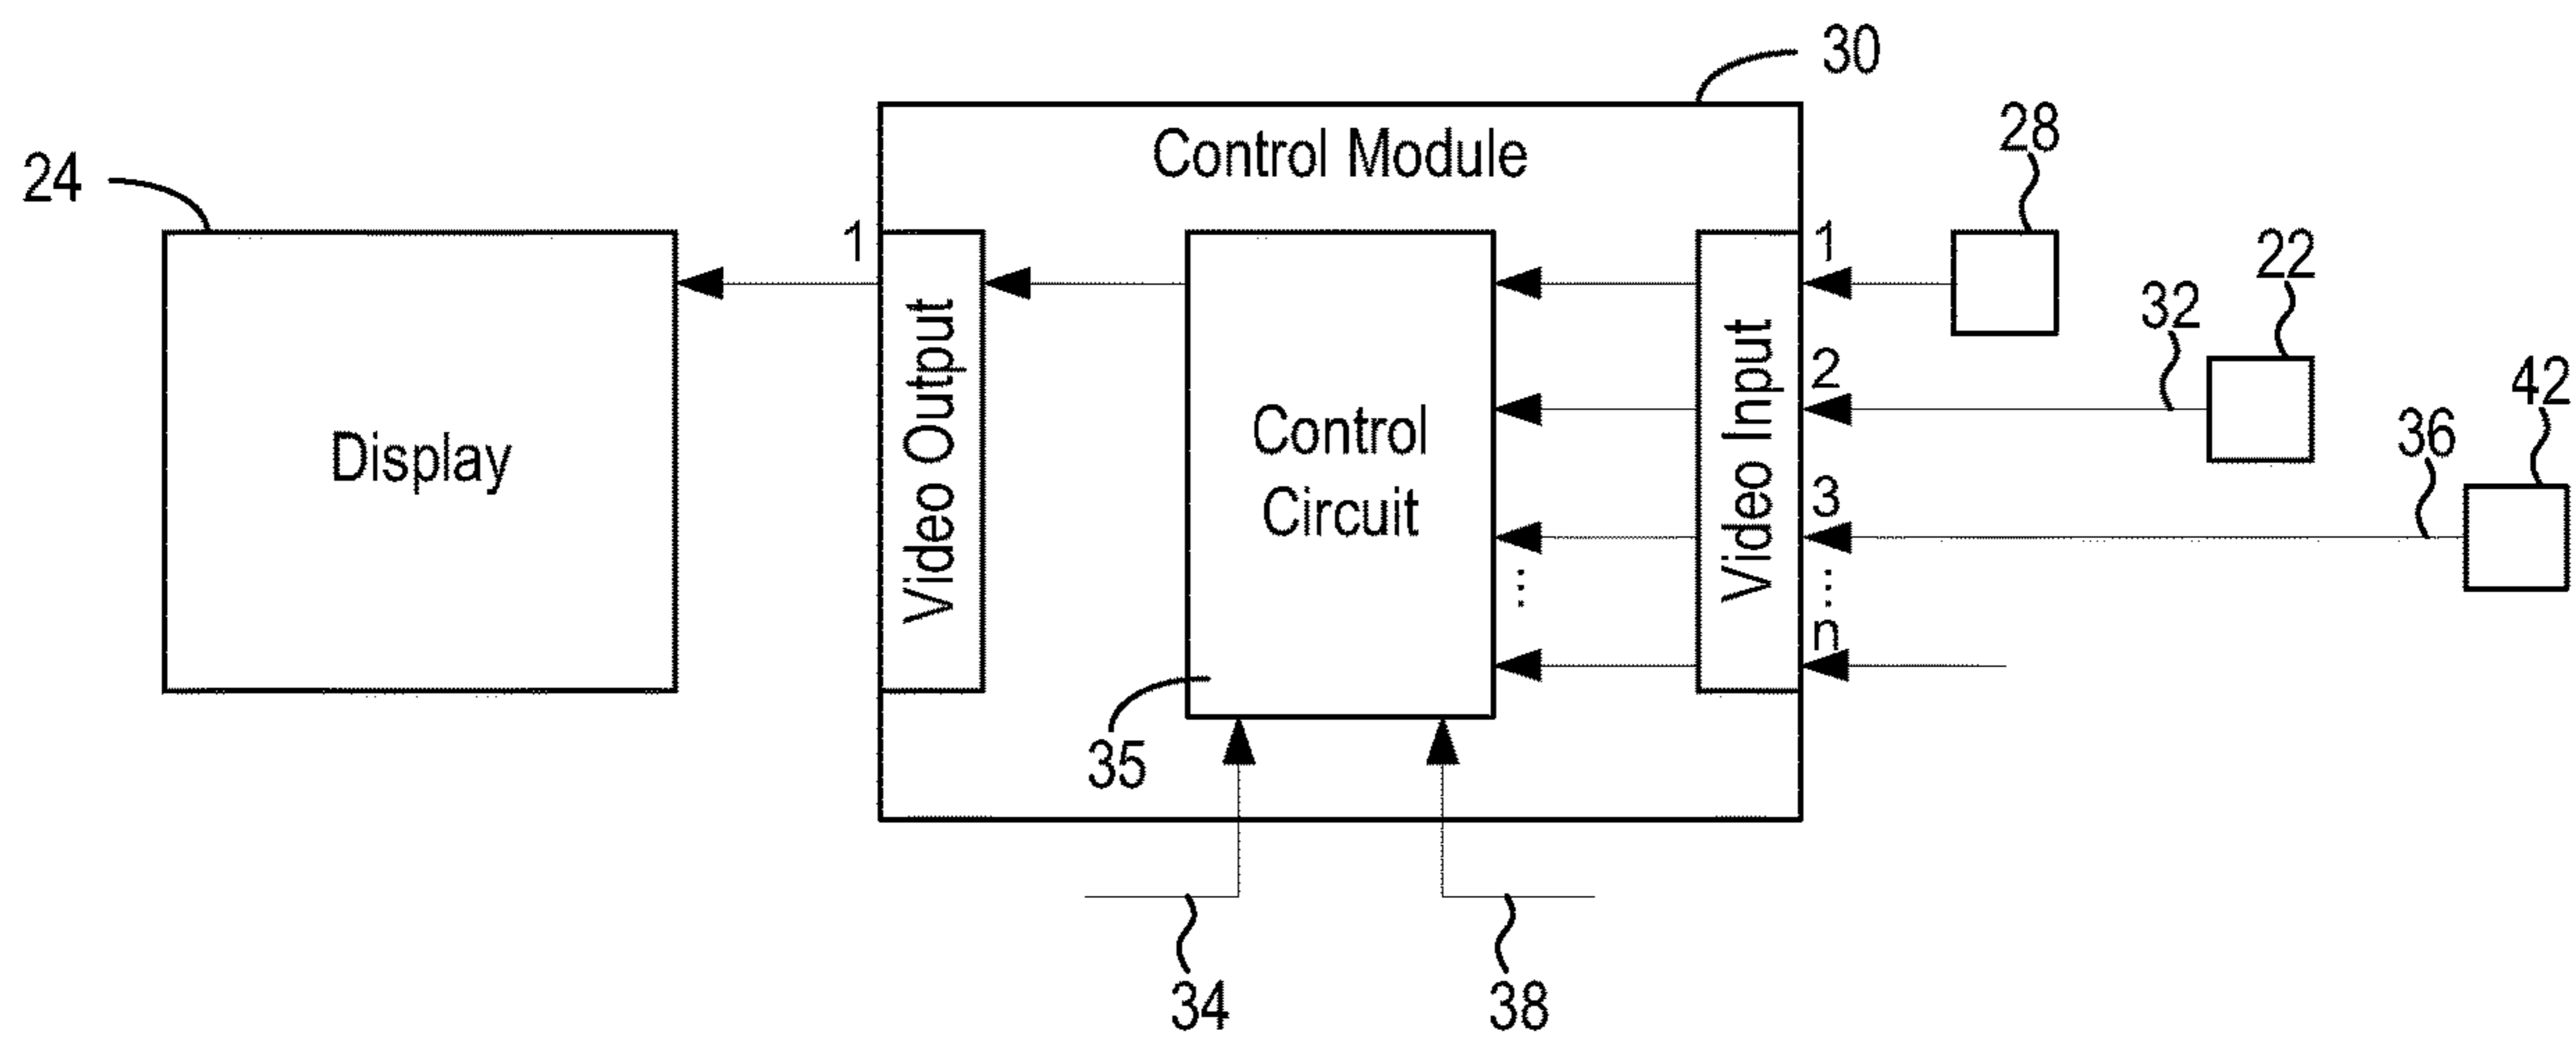 30
Control Module
28
24
1
1
22
32
2
42
Display
Video Output
Control
Circuit
Video Input
36
3
...
...
n
35
34
38